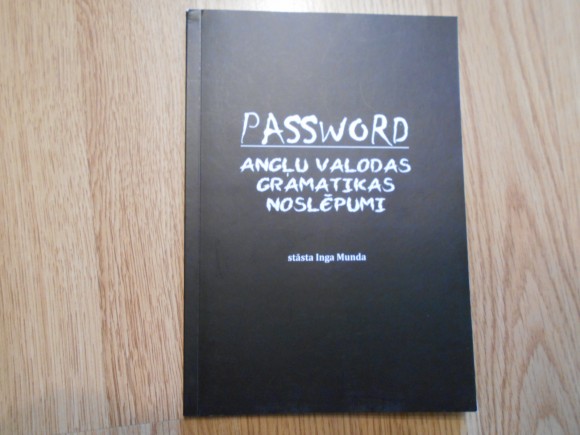 PASSWORD
ANGĻU VALODAS
GRAMATIKAS
NOSLĒPUMI
stāsta Inga Munda